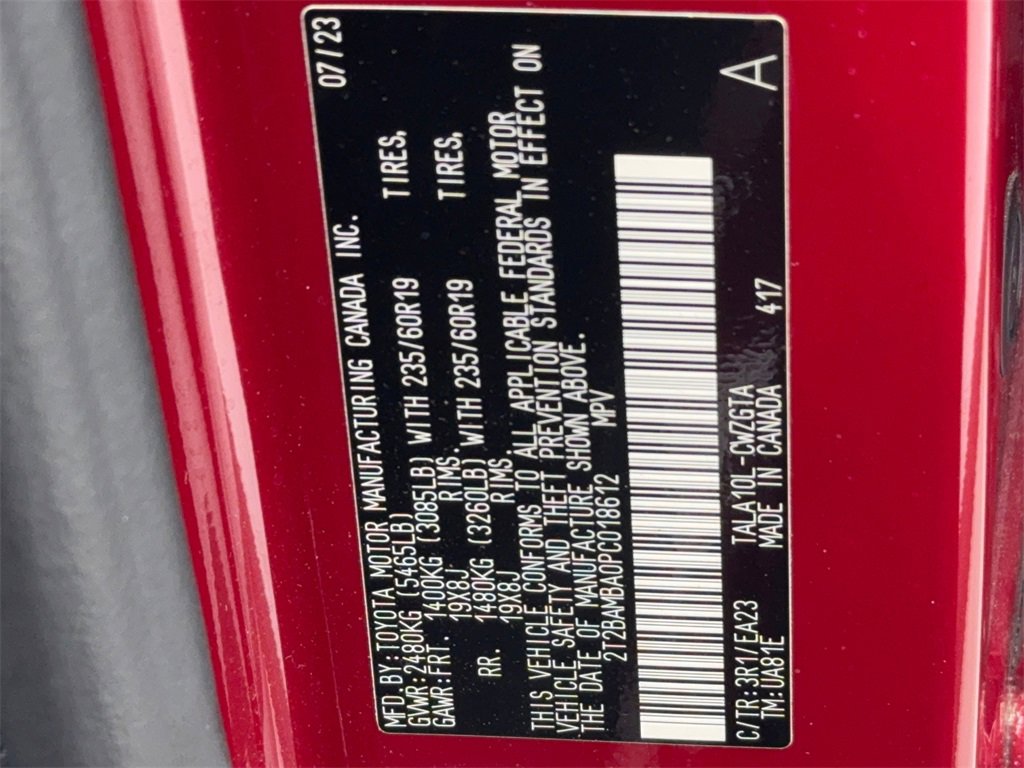 MFD.BY:TOYOTA MOTOR MANUFACTURING CANADA INC. 07/23
GVWR:2480KG (5465LB)
GAWR:FRT. 1400KG (3085LB) WITH 235/60R19 TIRES.
19X8J RIMS.
RR. 1480KG (3260LB) WITH 235/60R19 TIRES.
19X8J RIMS
THIS VEHICLE CONFORMS TO ALL APPLICABLE FEDERAL MOTOR
VEHICLE SAFETY AND THEFT PREVENTION STANDARDS IN EFFECT ON
THE DATE OF MANUFACTURE SHOWN ABOVE.
2T2BAMBA0PC018612 MPV
C/TR:3R1/EA23 TALA10L-CWZGTA A
TM:UA81E MADE IN CANADA 417